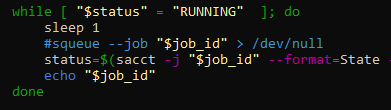 while [ "$status" = "RUNNING"  ]; do
    sleep 1
    #squeue --job "$job_id" > /dev/null
    status=$(sacct -j "$job_id" --format=State -
    echo "$job_id"
done